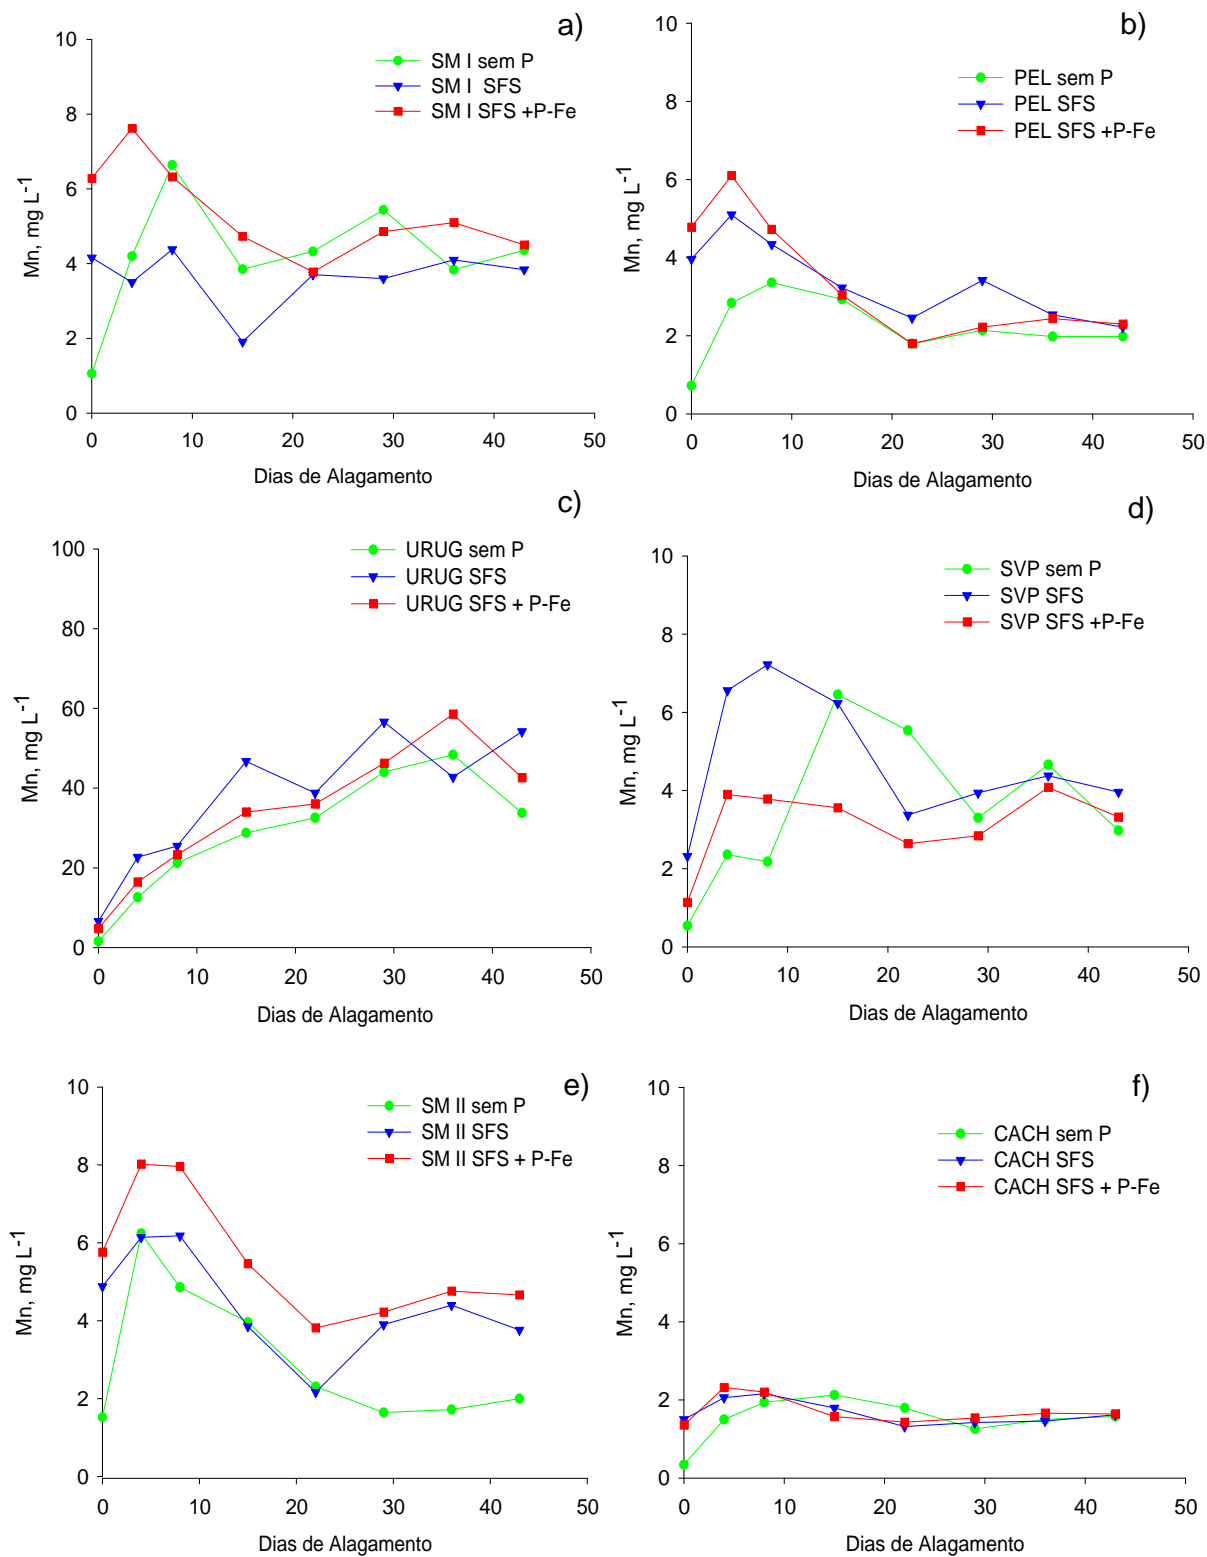 a)
10
8
6
4
2
0
Mn, mg L-1
SM I sem P
SM I SFS
SM I SFS +P-Fe
0 10 20 30 40 50
Dias de Alagamento
b)
10
8
6
4
2
0
Mn, mg L-1
PEL sem P
PEL SFS
PEL SFS +P-Fe
0 10 20 30 40 50
Dias de Alagamento
c)
100
80
60
40
20
0
Mn, mg L-1
URUG sem P
URUG SFS
URUG SFS + P-Fe
0 10 20 30 40 50
Dias de Alagamento
d)
10
8
6
4
2
0
Mn, mg L-1
SVP sem P
SVP SFS
SVP SFS +P-Fe
0 10 20 30 40 50
Dias de Alagamento
e)
10
8
6
4
2
0
Mn, mg L-1
SM II sem P
SM II SFS
SM II SFS + P-Fe
0 10 20 30 40 50
Dias de Alagamento
f)
10
8
6
4
2
0
Mn, mg L-1
CACH sem P
CACH SFS
CACH SFS + P-Fe
0 10 20 30 40 50
Dias de Alagamento